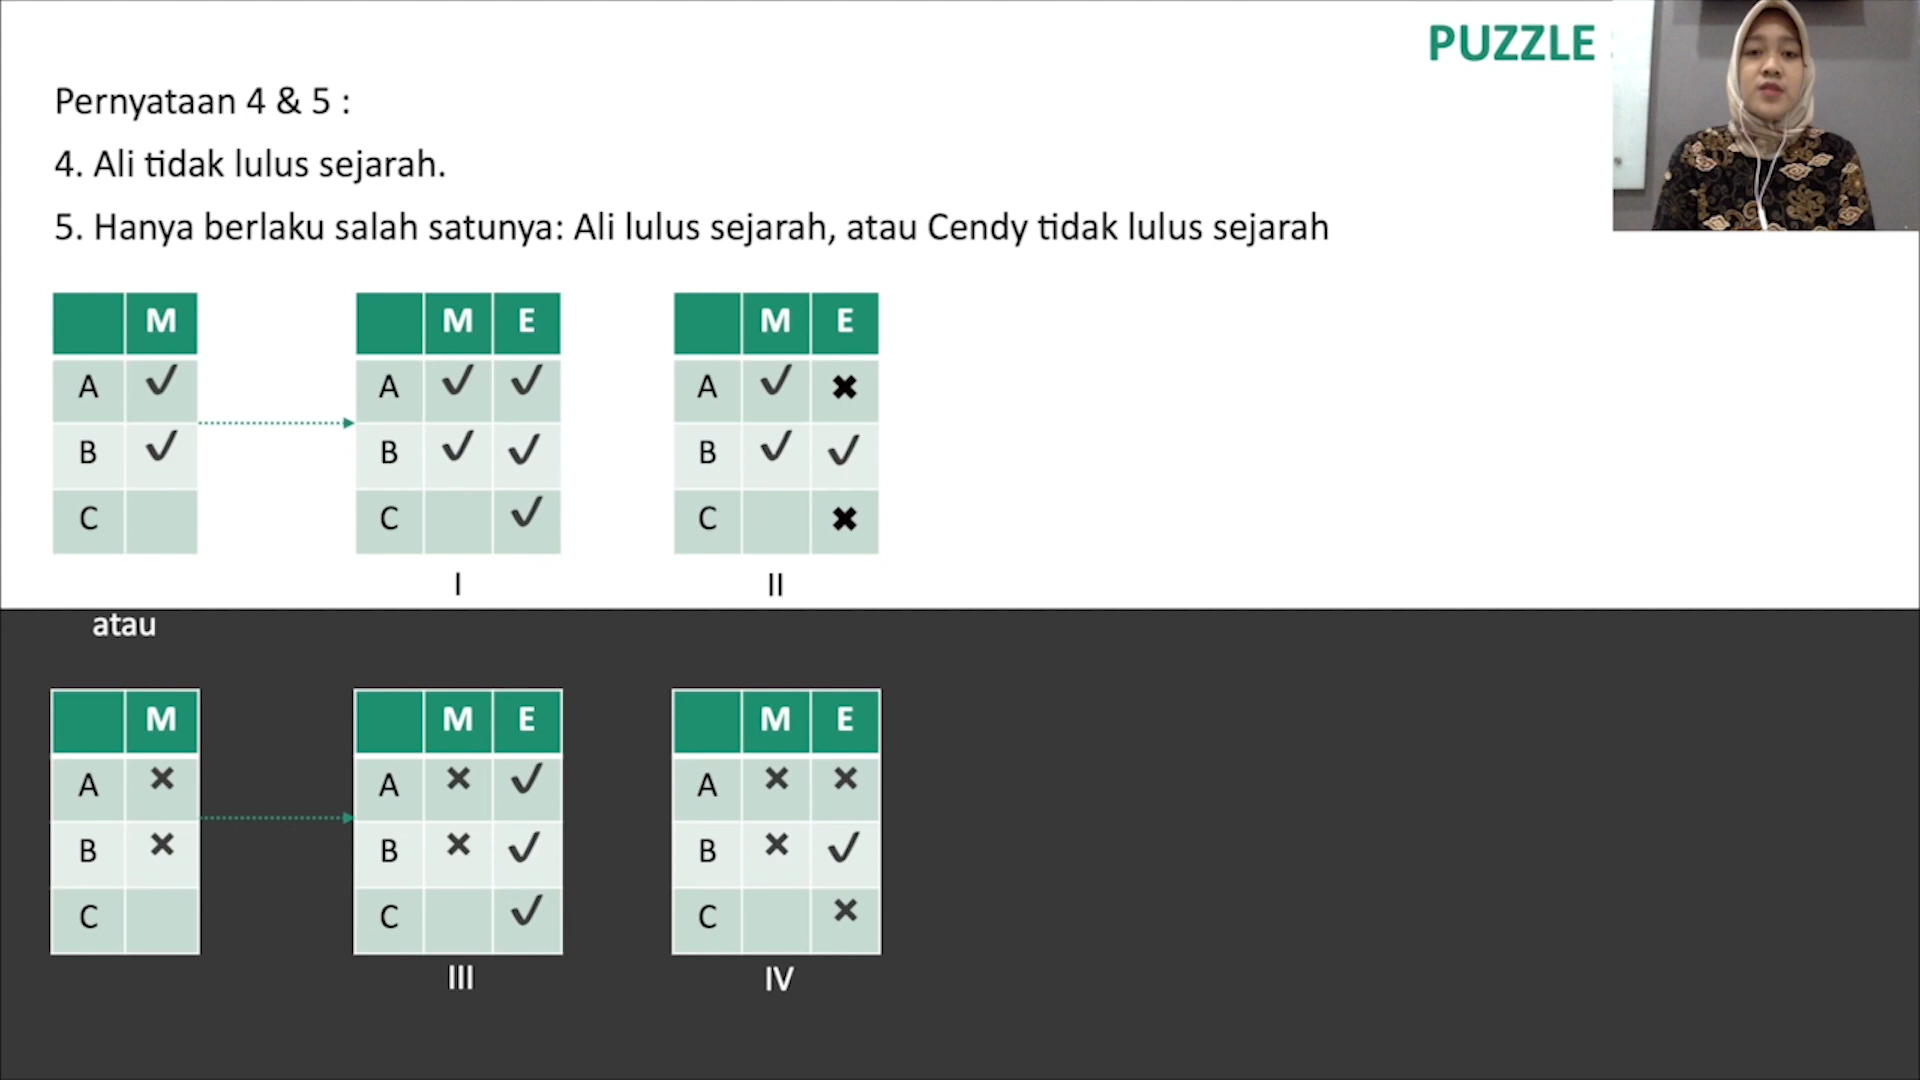 PUZZLE
Pernyataan 4 & 5 :
4. Ali tidak lulus sejarah.
5. Hanya berlaku salah satunya: Ali lulus sejarah, atau Cendy tidak lulus sejarah
M
A ✓
B ✓
C
M E
A ✓ ✓
B ✓ ✓
C ✓
I
M E
A ✓ ✖
B ✓ ✓
C ✖
II
atau
M
A ✖
B ✖
C
M E
A ✖ ✓
B ✖ ✓
C ✓
III
M E
A ✖ ✖
B ✖ ✓
C ✖
IV